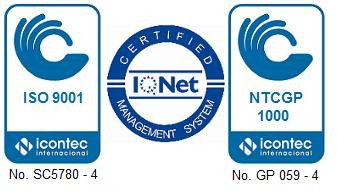 ISO 9001
icontec
internacional
No. SC5780 - 4
CERTIFIED
IQNet
MANAGEMENT SYSTEM
NTCGP
1000
icontec
internacional
No. GP 059 - 4